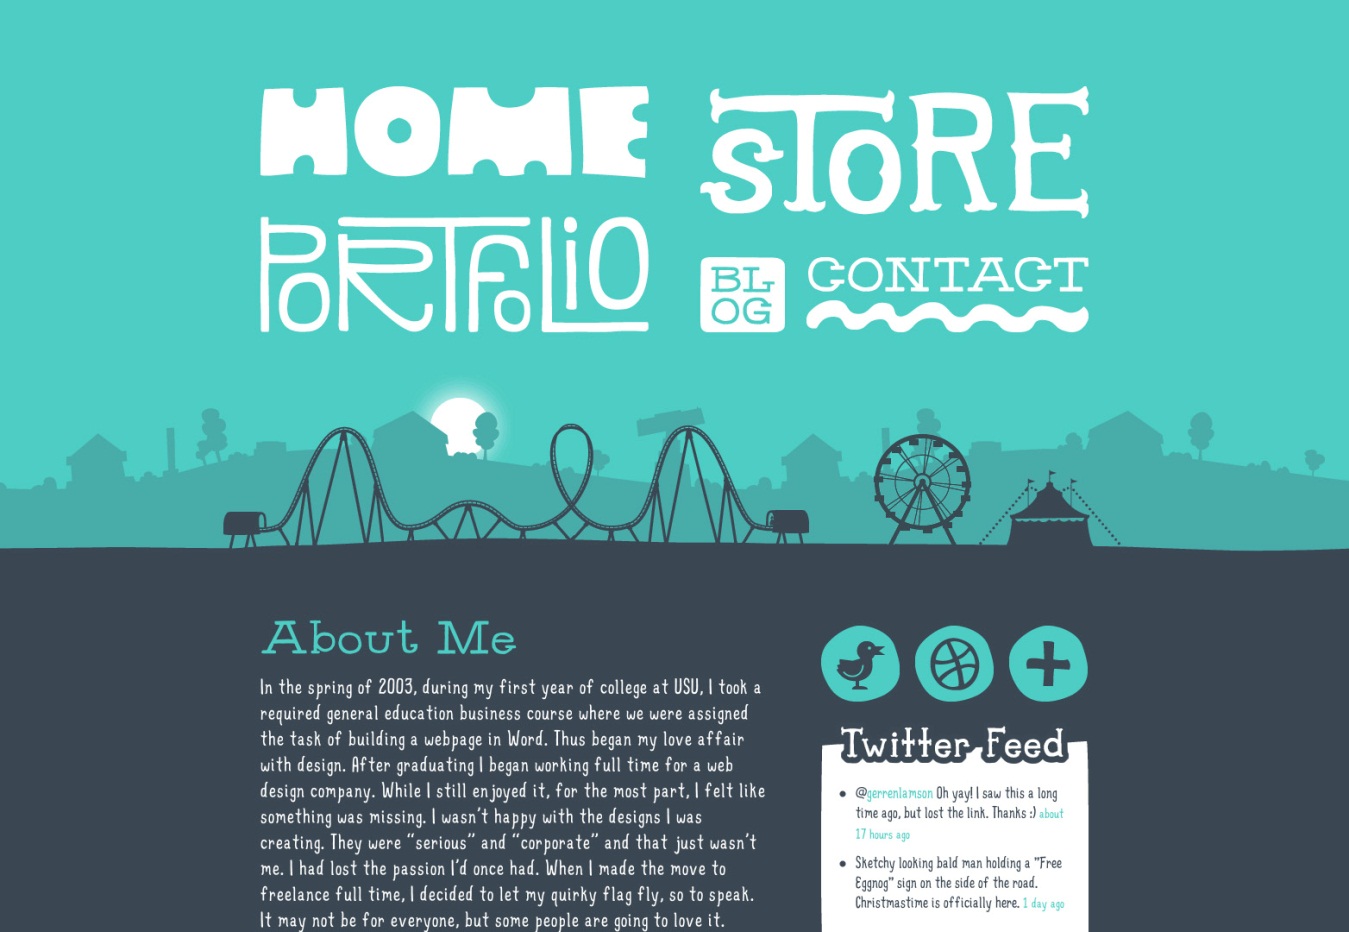 HOME
STORE
PORTFOLIO
BL
OG
CONTACT
About Me
In the spring of 2003, during my first year of college at USU, I took a
required general education business course where we were assigned
the task of building a webpage in Word. Thus began my love affair
with design. After graduating I began working full time for a web
design company. While I still enjoyed it, for the most part, I felt like
something was missing. I wasn't happy with the designs I was
creating. They were “serious” and “corporate” and that just wasn't
me. I had lost the passion I'd once had. When I made the move to
freelance full time, I decided to let my quirky flag fly, so to speak.
It may not be for everyone, but some people are going to love it.
Twitter Feed
@gerrenlamson Oh yay! I saw this a long
time ago, but lost the link. Thanks :) about
17 hours ago
Sketchy looking bald man holding a "Free
Eggnog" sign on the side of the road.
Christmastime is officially here. 1 day ago